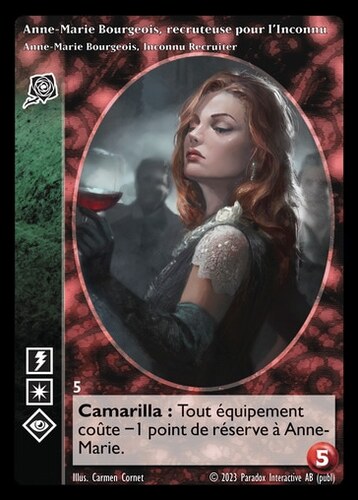 Anne-Marie Bourgeois, recruteuse pour l'Inconnu
Anne-Marie Bourgeois, Inconnu Recruiter
5
Camarilla : Tout équipement
coûte −1 point de réserve à Anne-
Marie.
5
Illus. Carmen Cornet
© 2023 Paradox Interactive AB (publ)